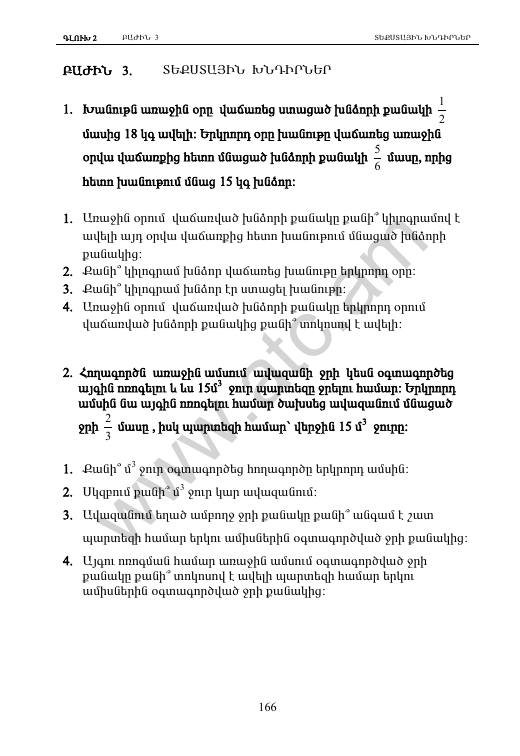 ԳԼՈՒԽ 2 ԲԱԺԻՆ 3 ՏԵՔՍՏԱՅԻՆ ԽՆԴԻՐՆԵՐ
ԲԱԺԻՆ 3. ՏԵՔՍՏԱՅԻՆ ԽՆԴԻՐՆԵՐ
1. Խանութն առաջին օրը վաճառեց ստացած խնձորի քանակի 1/2
մասից 18 կգ ավելի: Երկրորդ օրը խանութը վաճառեց առաջին
օրվա վաճառքից հետո մնացած խնձորի քանակի 5/6 մասը, որից
հետո խանութում մնաց 15 կգ խնձոր:
1. Առաջին օրում վաճառված խնձորի քանակը քանի՞ կիլոգրամով է
ավելի այդ օրվա վաճառքից հետո խանութում մնացած խնձորի
քանակից:
2. Քանի՞ կիլոգրամ խնձոր վաճառեց խանութը երկրորդ օրը:
3. Քանի՞ կիլոգրամ խնձոր էր ստացել խանութը:
4. Առաջին օրում վաճառված խնձորի քանակը երկրորդ օրում
վաճառված խնձորի քանակից քանի՞ տոկոսով է ավելի:
2. Հողագործն առաջին ամսում ավազանի ջրի կեսն օգտագործեց
այգին ոռոգելու և ևս 15մ³ ջուր պարտեզը ջրելու համար: Երկրորդ
ամսին նա այգին ոռոգելու համար ծախսեց ավազանում մնացած
ջրի 2/3 մասը , իսկ պարտեզի համար՝ վերջին 15 մ³ ջուրը:
1. Քանի՞ մ³ ջուր օգտագործեց հողագործը երկրորդ ամսին:
2. Սկզբում քանի՞ մ³ ջուր կար ավազանում:
3. Ավազանում եղած ամբողջ ջրի քանակը քանի՞ անգամ է շատ
պարտեզի համար երկու ամիսներին օգտագործված ջրի քանակից:
4. Այգու ոռոգման համար առաջին ամսում օգտագործված ջրի
քանակը քանի՞ տոկոսով է ավելի պարտեզի համար երկու
ամիսներին օգտագործված ջրի քանակից:
www.atc.am
166